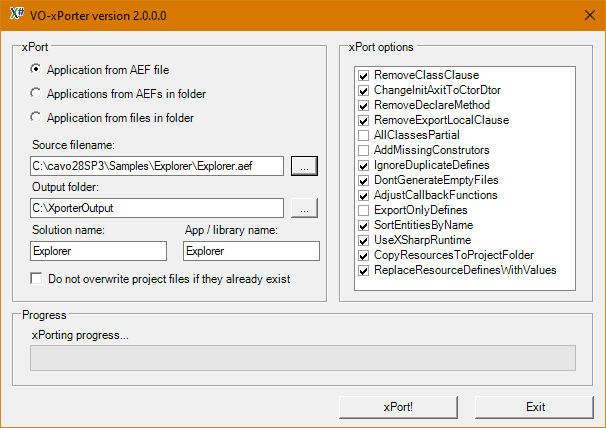 X# VO-xPorter version 2.0.0.0
xPort
Application from AEF file
Applications from AEFs in folder
Application from files in folder
Source filename:
C:\cavo28SP3\Samples\Explorer\Explorer.aef ...
Output folder:
C:\XporterOutput ...
Solution name: App / library name:
Explorer Explorer
Do not overwrite project files if they already exist
xPort options
RemoveClassClause
ChangeInitAxitToCtorDtor
RemoveDeclareMethod
RemoveExportLocalClause
AllClassesPartial
AddMissingConstrutors
IgnoreDuplicateDefines
DontGenerateEmptyFiles
AdjustCallbackFunctions
ExportOnlyDefines
SortEntitiesByName
UseXSharpRuntime
CopyResourcesToProjectFolder
ReplaceResourceDefinesWithValues
Progress
xPorting progress...
xPort! Exit